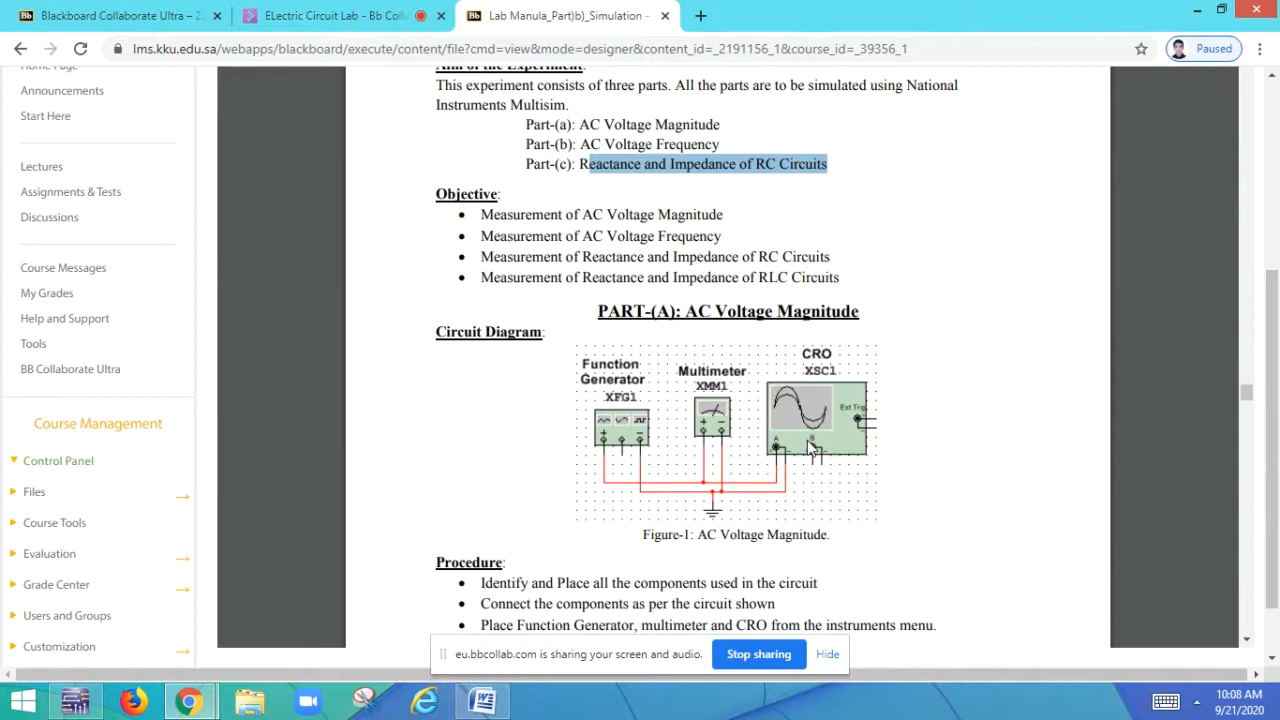 Blackboard Collaborate Ultra – 2
ELectric Circuit Lab - Bb Coll
Lab Manula_Part)b)_Simulation –
lms.kku.edu.sa/webapps/blackboard/execute/content/file?cmd=view&mode=designer&content_id=_2191156_1&course_id=_39356_1
Paused
Home Page
Announcements
Start Here
Lectures
Assignments & Tests
Discussions
Course Messages
My Grades
Help and Support
Tools
BB Collaborate Ultra
Course Management
Control Panel
Files
Course Tools
Evaluation
Grade Center
Users and Groups
Customization
Aim of the Experiment:
This experiment consists of three parts. All the parts are to be simulated using National
Instruments Multisim.
Part-(a): AC Voltage Magnitude
Part-(b): AC Voltage Frequency
Part-(c): Reactance and Impedance of RC Circuits
Objective:
• Measurement of AC Voltage Magnitude
• Measurement of AC Voltage Frequency
• Measurement of Reactance and Impedance of RC Circuits
• Measurement of Reactance and Impedance of RLC Circuits
PART-(A): AC Voltage Magnitude
Circuit Diagram:
Function
Generator
XFG1
Multimeter
XMM1
CRO
XSC1
Ext Trig
A
B
Figure-1: AC Voltage Magnitude.
Procedure:
• Identify and Place all the components used in the circuit
• Connect the components as per the circuit shown
• Place Function Generator, multimeter and CRO from the instruments menu.
eu.bbcollab.com is sharing your screen and audio.
Stop sharing
Hide
10:08 AM
9/21/2020